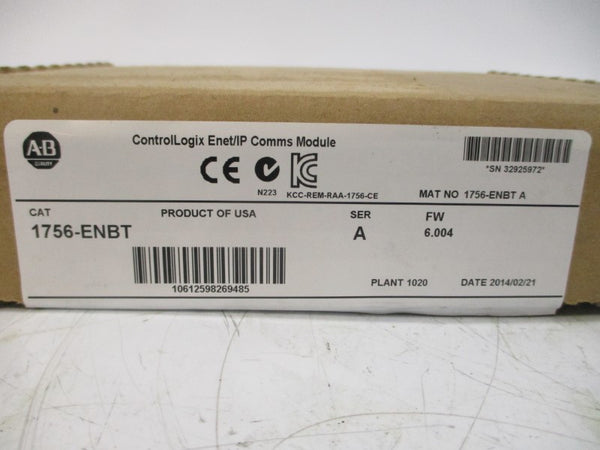 A-B
QUALITY
ControlLogix Enet/IP Comms Module
CE
N223
KCC-REM-RAA-1756-CE
*SN 32925972*
MAT NO 1756-ENBT A
CAT
PRODUCT OF USA
SER
FW
1756-ENBT
A
6.004
10612598269485
PLANT 1020
DATE 2014/02/21